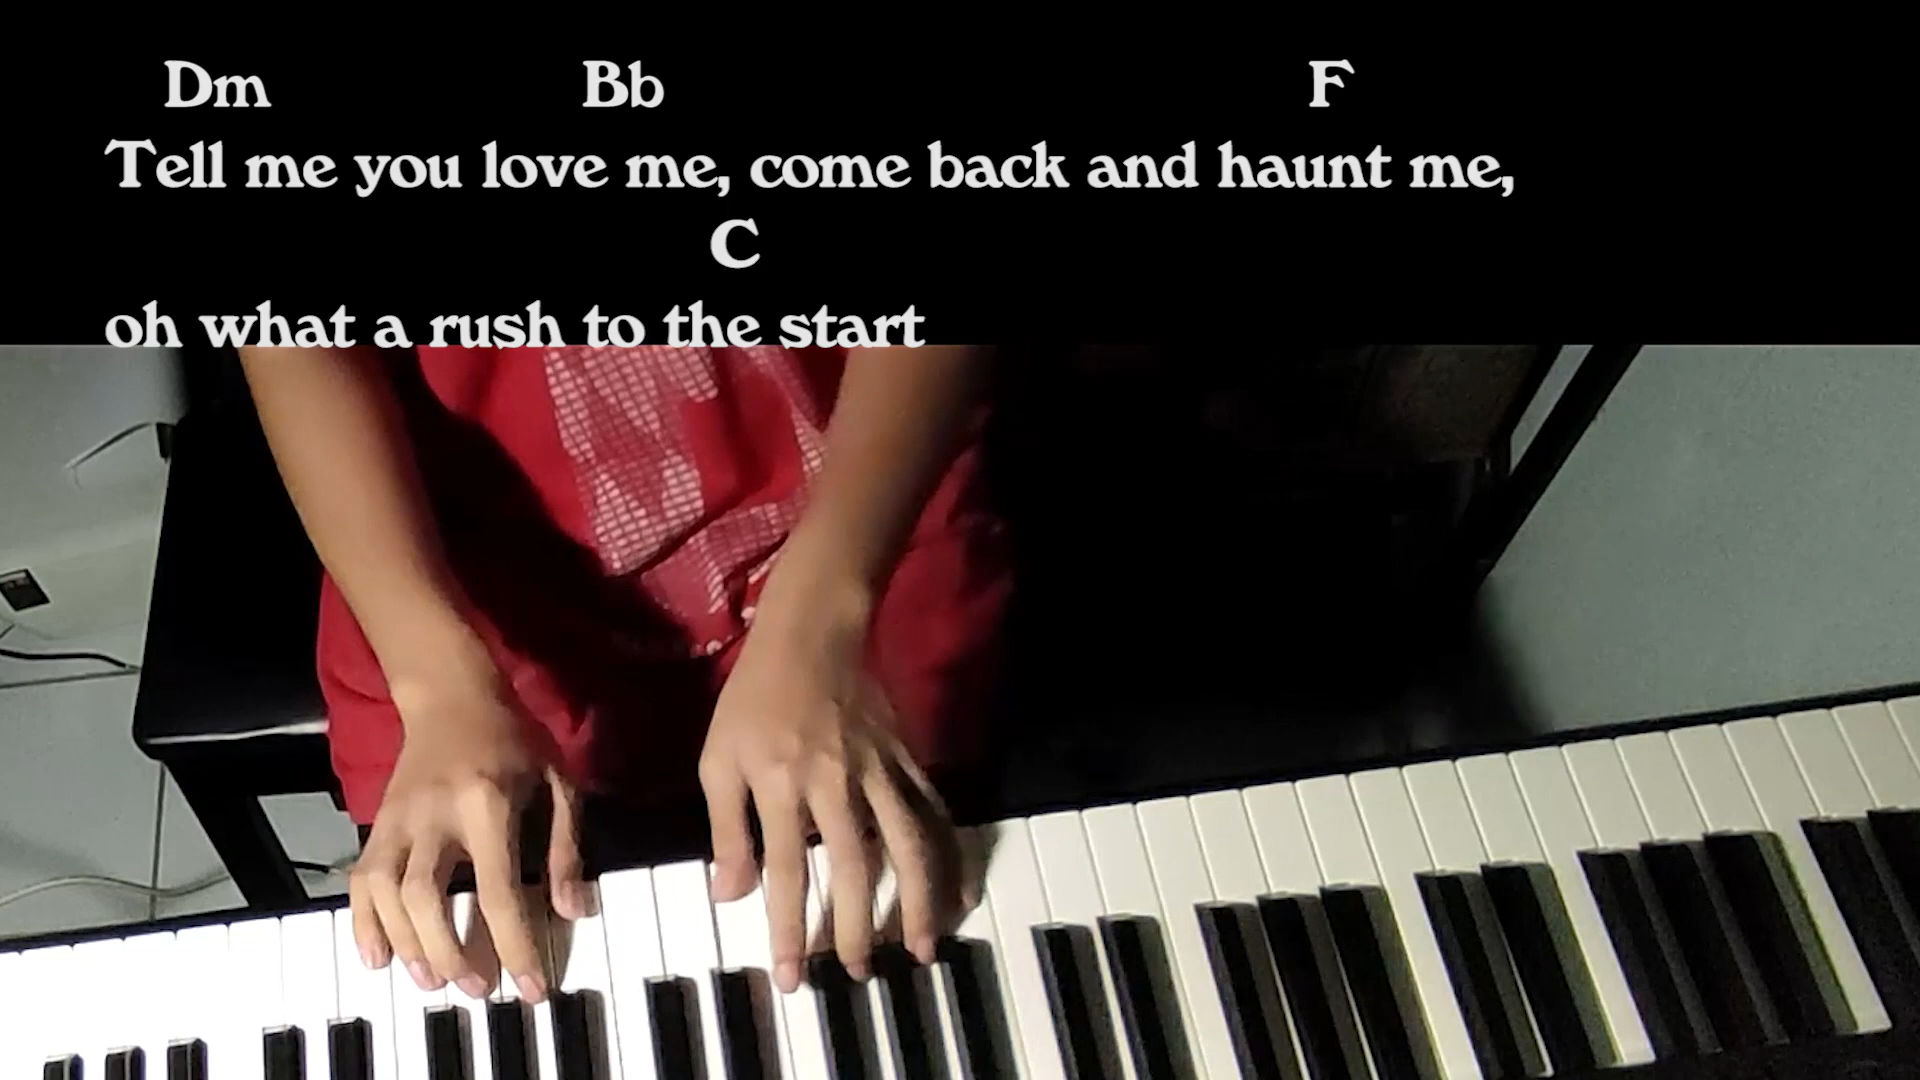 Dm Bb F
Tell me you love me, come back and haunt me,
C
oh what a rush to the start